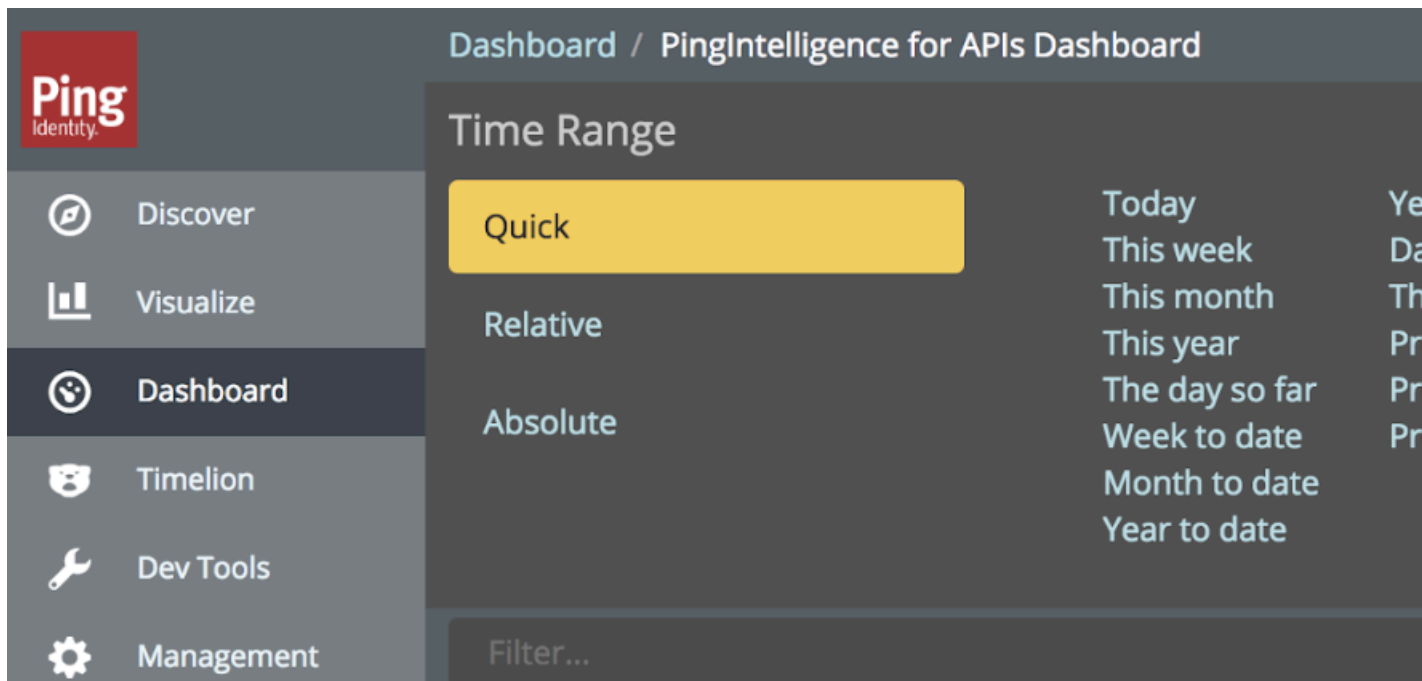 Ping
Identity.
Dashboard / PingIntelligence for APIs Dashboard
Discover
Visualize
Dashboard
Timelion
Dev Tools
Management
Time Range
Quick
Relative
Absolute
Today
This week
This month
This year
The day so far
Week to date
Month to date
Year to date
Filter...